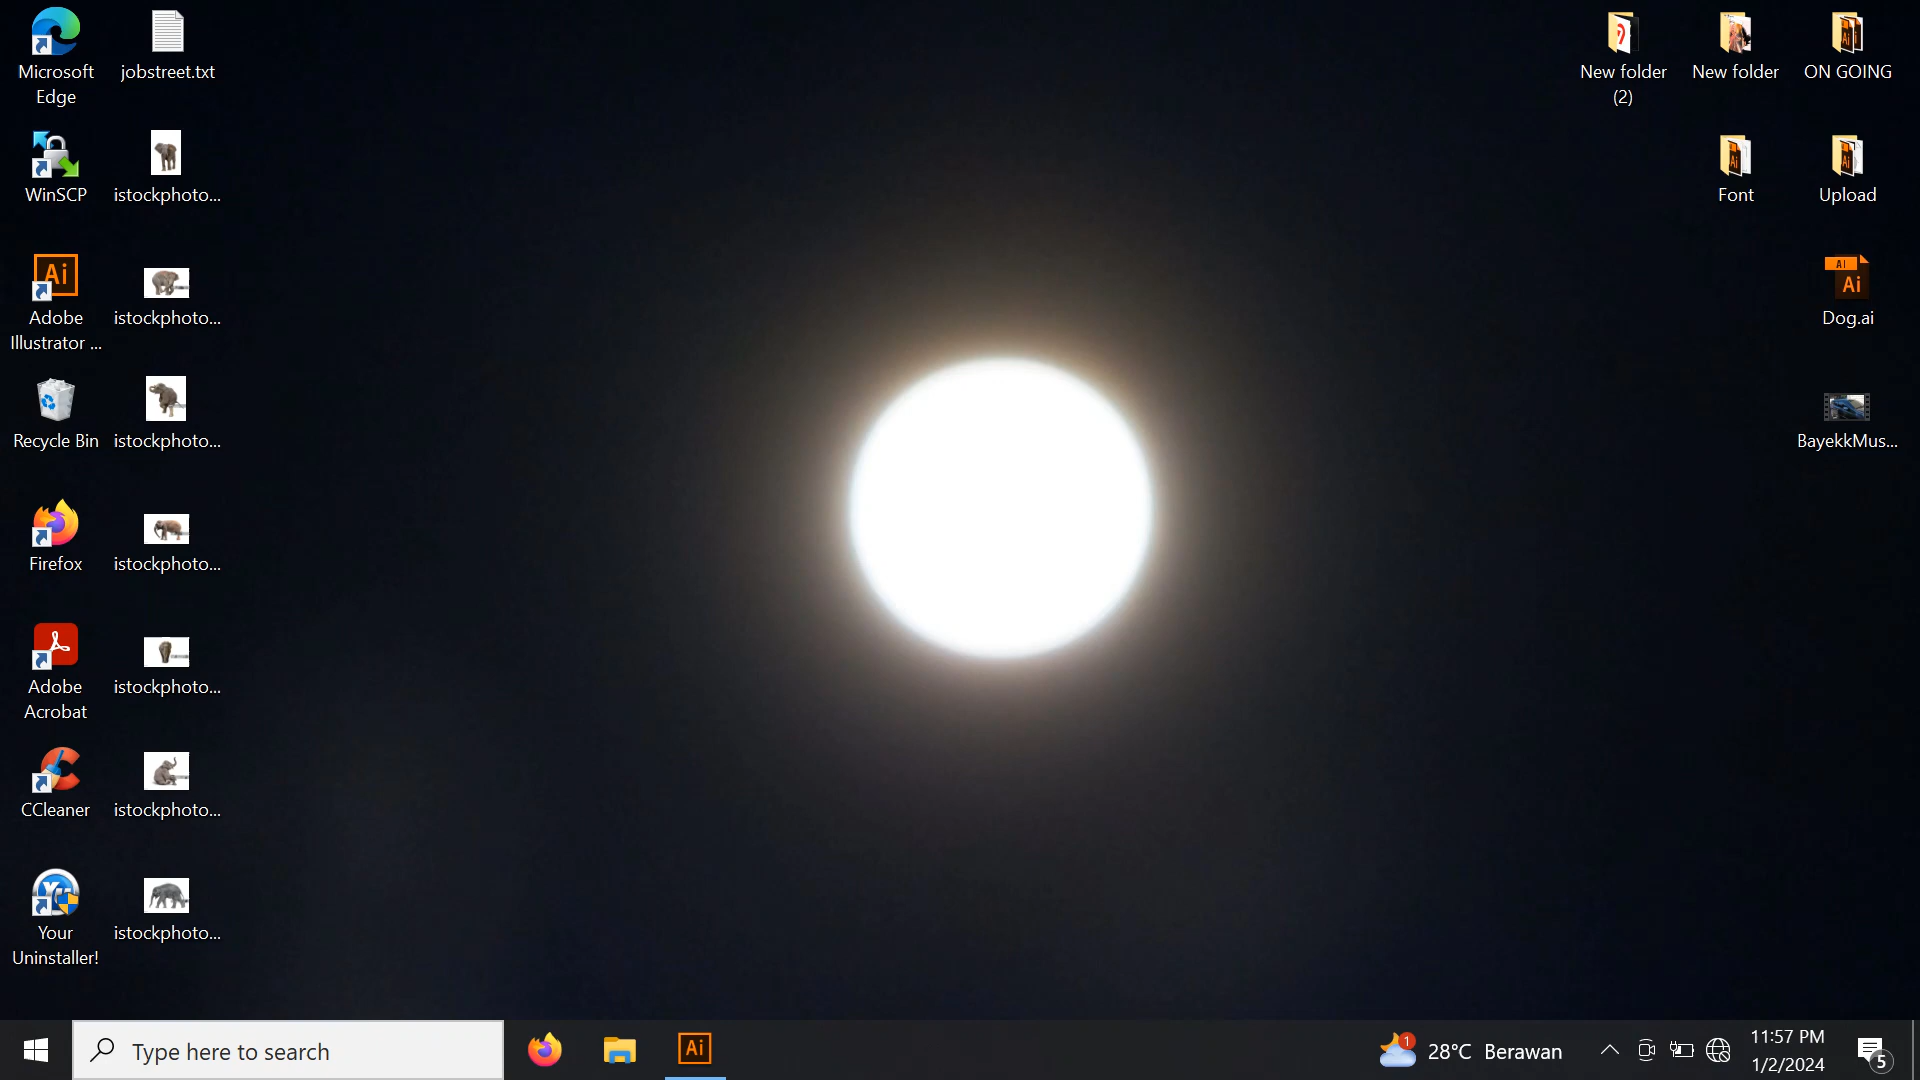 Microsoft
Edge
jobstreet.txt
New folder
(2)
New folder
ON GOING
WinSCP
istockphoto...
Font
Upload
Ai
Adobe
Illustrator ...
istockphoto...
AI
Ai
Dog.ai
Recycle Bin
istockphoto...
BayekkMus...
Firefox
istockphoto...
Adobe
Acrobat
istockphoto...
CCleaner
istockphoto...
Your
Uninstaller!
istockphoto...
Type here to search
Ai
1
28°C Berawan
11:57 PM
1/2/2024
5